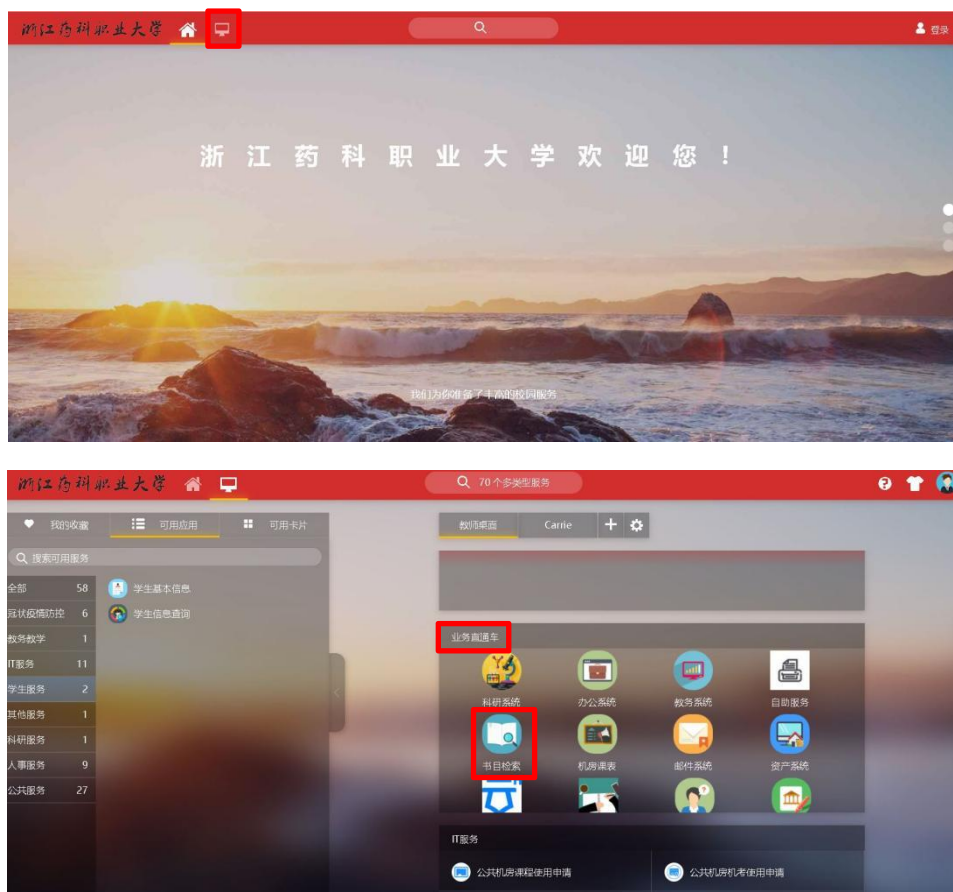 浙江药科职业大学
登录
浙江药科职业大学欢迎您！
我们为你准备了丰富的校园服务
浙江药科职业大学
70个多类型服务
我的收藏 可用应用 可用卡片
教师桌面 Carrie
搜索可用服务
全部 58
学生基本信息
冠状疫情防控 6
学生信息查询
教务教学 1
业务直通车
IT服务 11
学生服务 2
科研系统 办公系统 教务系统 自助服务
其他服务 1
科研服务 1
人事服务 9
书目检索 机房课表 邮件系统 资产系统
公共服务 27
IT服务
公共机房课程使用申请 公共机房机考使用申请